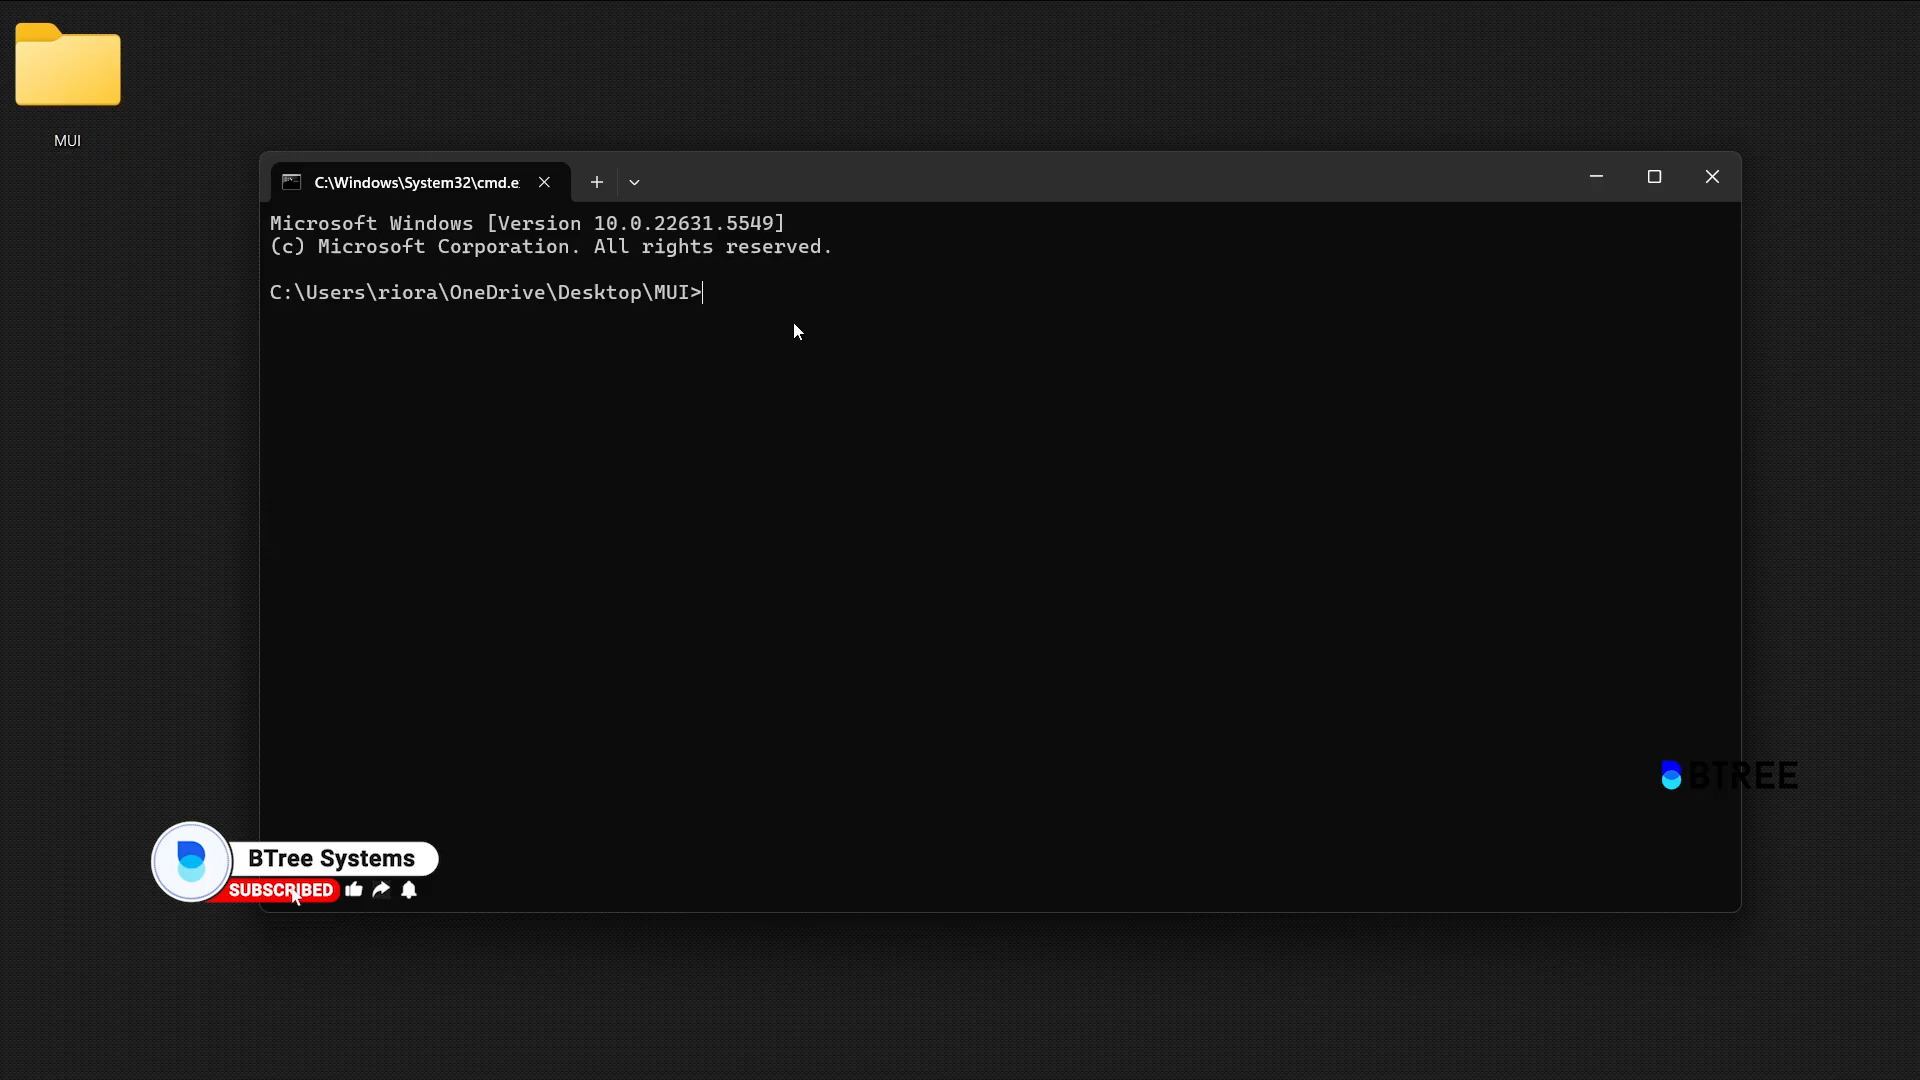 MUI
C:\Windows\System32\cmd.e
Microsoft Windows [Version 10.0.22631.5549]
(c) Microsoft Corporation. All rights reserved.
C:\Users\riora\OneDrive\Desktop\MUI>
BTREE
BTree Systems
SUBSCRIBED